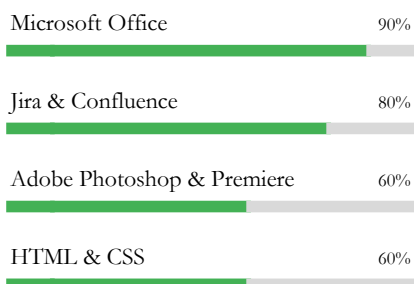 Microsoft Office 90%
Jira & Confluence 80%
Adobe Photoshop & Premiere 60%
HTML & CSS 60%